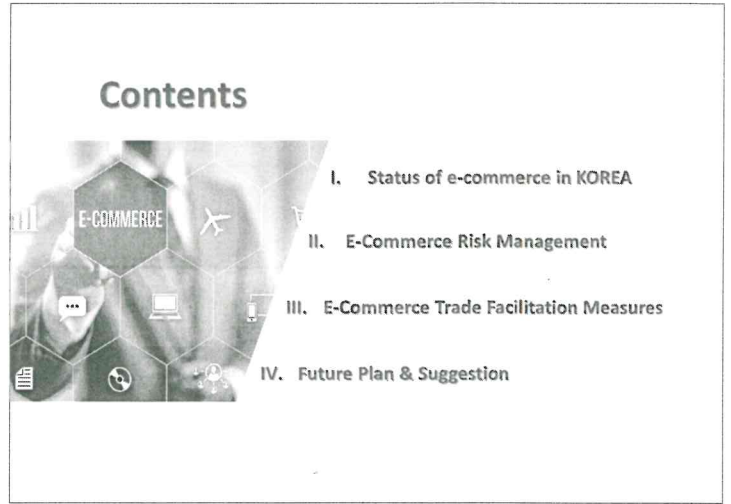 Contents
E-COMMERCE
I. Status of e-commerce in KOREA
II. E-Commerce Risk Management
III. E-Commerce Trade Facilitation Measures
IV. Future Plan & Suggestion